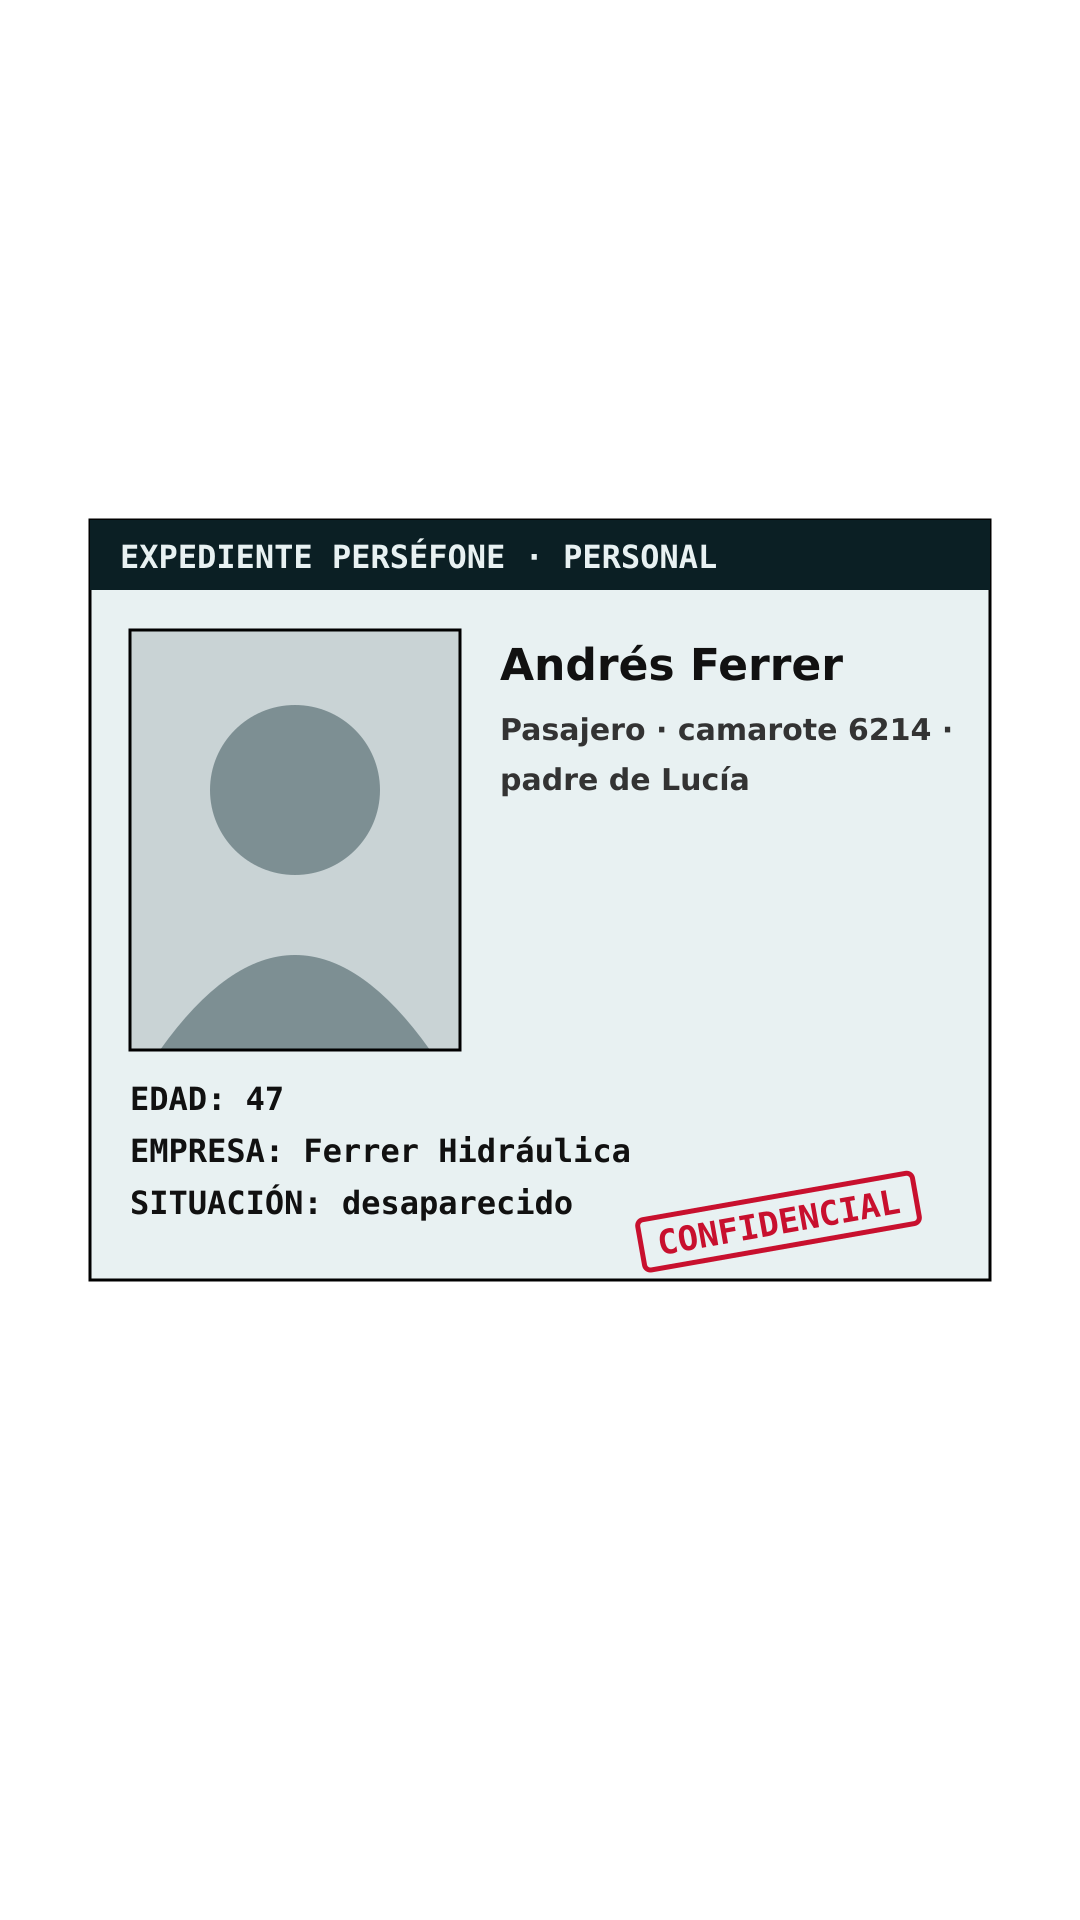 EXPEDIENTE PERSÉFONE · PERSONAL
Andrés Ferrer
Pasajero · camarote 6214 ·
padre de Lucía
EDAD: 47
EMPRESA: Ferrer Hidráulica
SITUACIÓN: desaparecido
CONFIDENCIAL